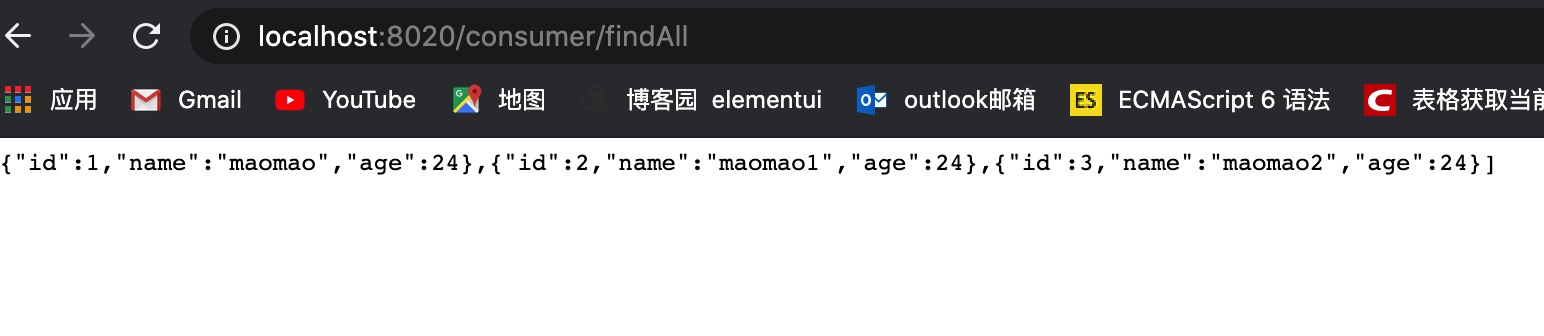 localhost:8020/consumer/findAll
应用 Gmail YouTube 地图 博客园 elementui outlook邮箱 ES ECMAScript 6 语法 C 表格获取当前
{"id":1,"name":"maomao","age":24},{"id":2,"name":"maomao1","age":24},{"id":3,"name":"maomao2","age":24}]